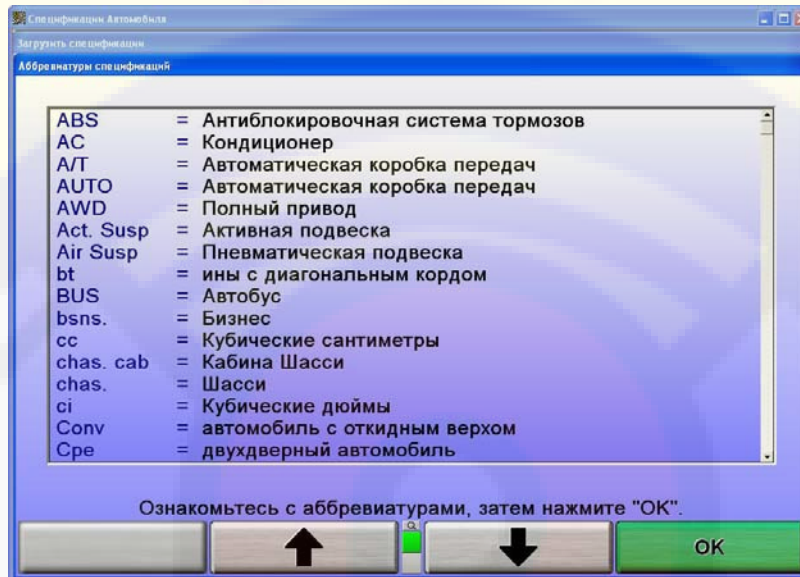 Спецификации Автомобиля
Загрузить спецификации
Аббревиатуры спецификаций
ABS = Антиблокировочная система тормозов
AC = Кондиционер
A/T = Автоматическая коробка передач
AUTO = Автоматическая коробка передач
AWD = Полный привод
Act. Susp = Активная подвеска
Air Susp = Пневматическая подвеска
bt = ины с диагональным кордом
BUS = Автобус
bsns. = Бизнес
cc = Кубические сантиметры
chas. cab = Кабина Шасси
chas. = Шасси
ci = Кубические дюймы
Conv = автомобиль с откидным верхом
Cpe = двухдверный автомобиль
Ознакомьтесь с аббревиатурами, затем нажмите "OK".
OK